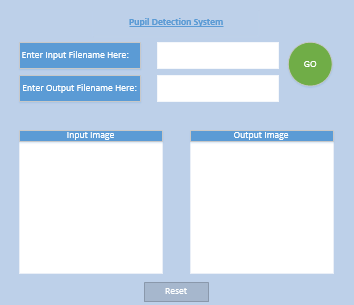 Pupil Detection System
Enter Input Filename Here:
GO
Enter Output Filename Here:
Input Image
Output Image
Reset